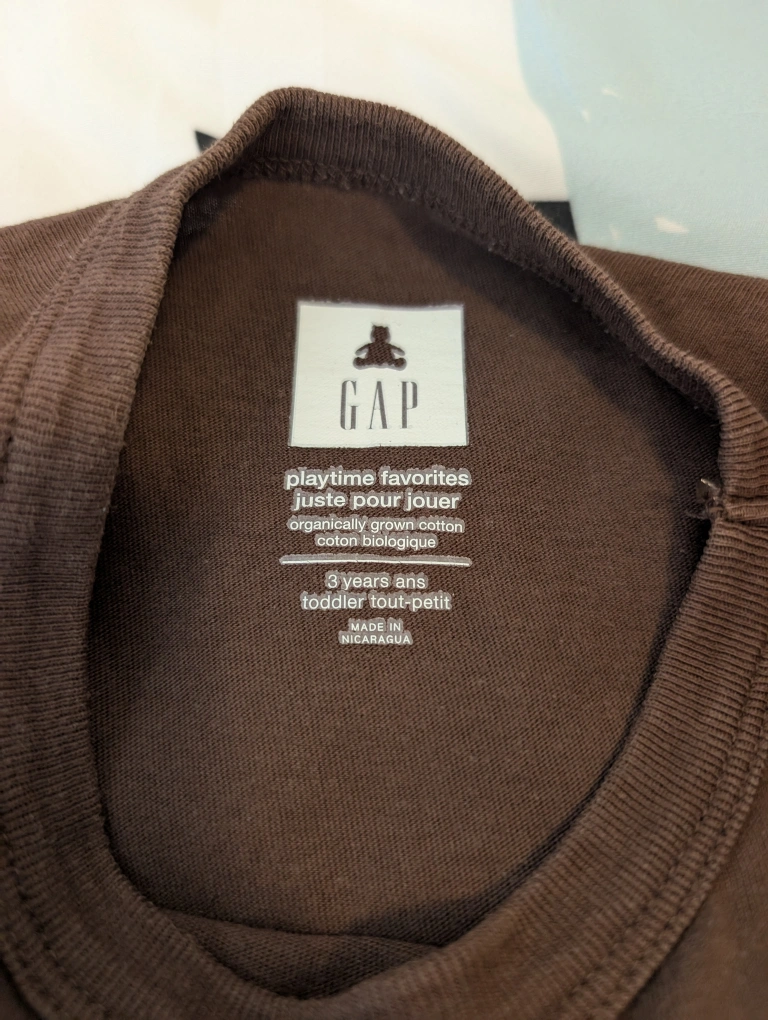 GAP
playtime favorites
juste pour jouer
organically grown cotton
coton biologique
3 years ans
toddler tout-petit
MADE IN
NICARAGUA